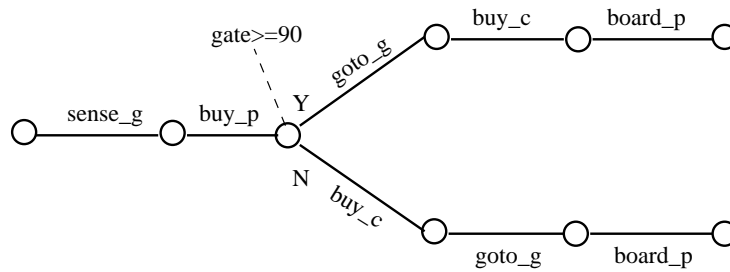 gate>=90
sense_g
buy_p
Y
goto_g
buy_c
board_p
N
buy_c
goto_g
board_p